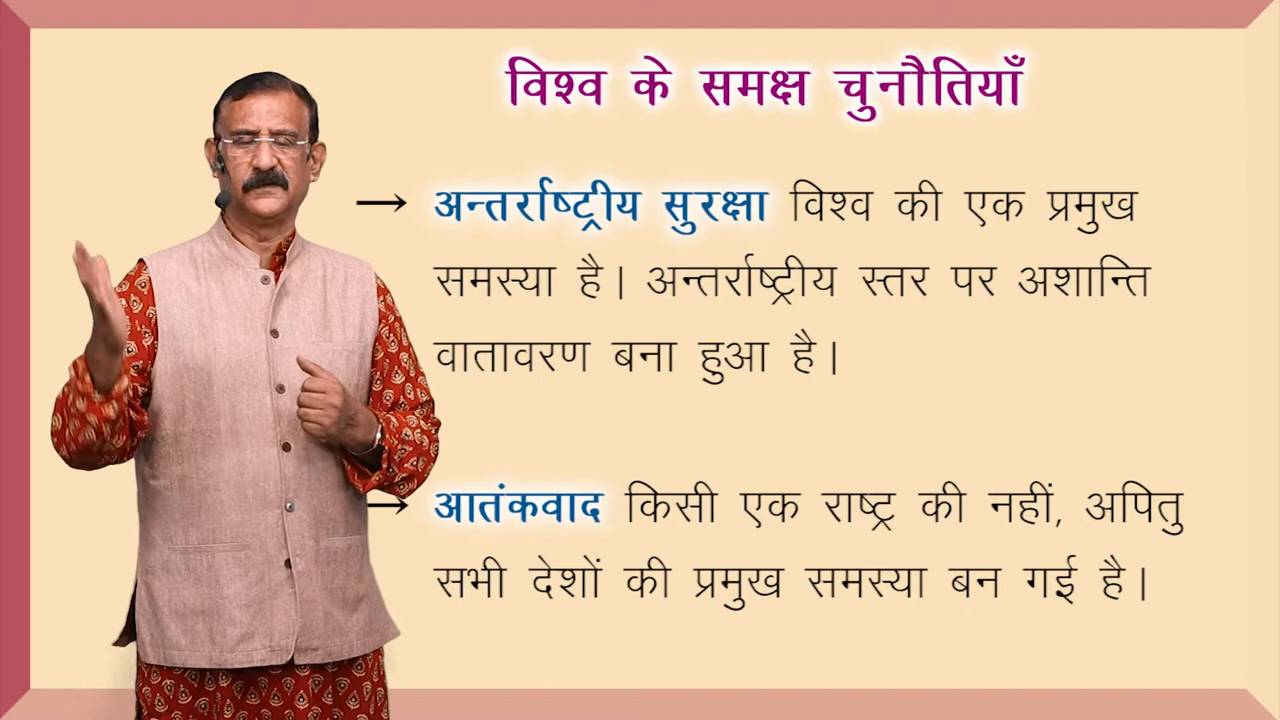 विश्व के समक्ष चुनौतियाँ
→ अन्तर्राष्ट्रीय सुरक्षा विश्व की एक प्रमुख
समस्या है। अन्तर्राष्ट्रीय स्तर पर अशान्ति
वातावरण बना हुआ है।
→ आतंकवाद किसी एक राष्ट्र की नहीं, अपितु
सभी देशों की प्रमुख समस्या बन गई है।